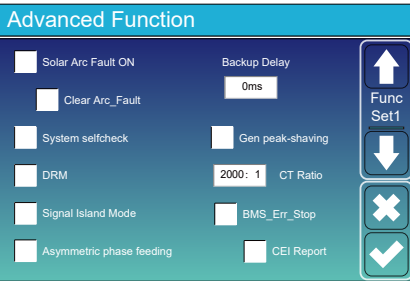 Advanced Function
Solar Arc Fault ON
Backup Delay
0ms
Clear Arc_Fault
Func
Set1
System selfcheck
Gen peak-shaving
DRM
2000: 1
CT Ratio
Signal Island Mode
BMS_Err_Stop
Asymmetric phase feeding
CEI Report